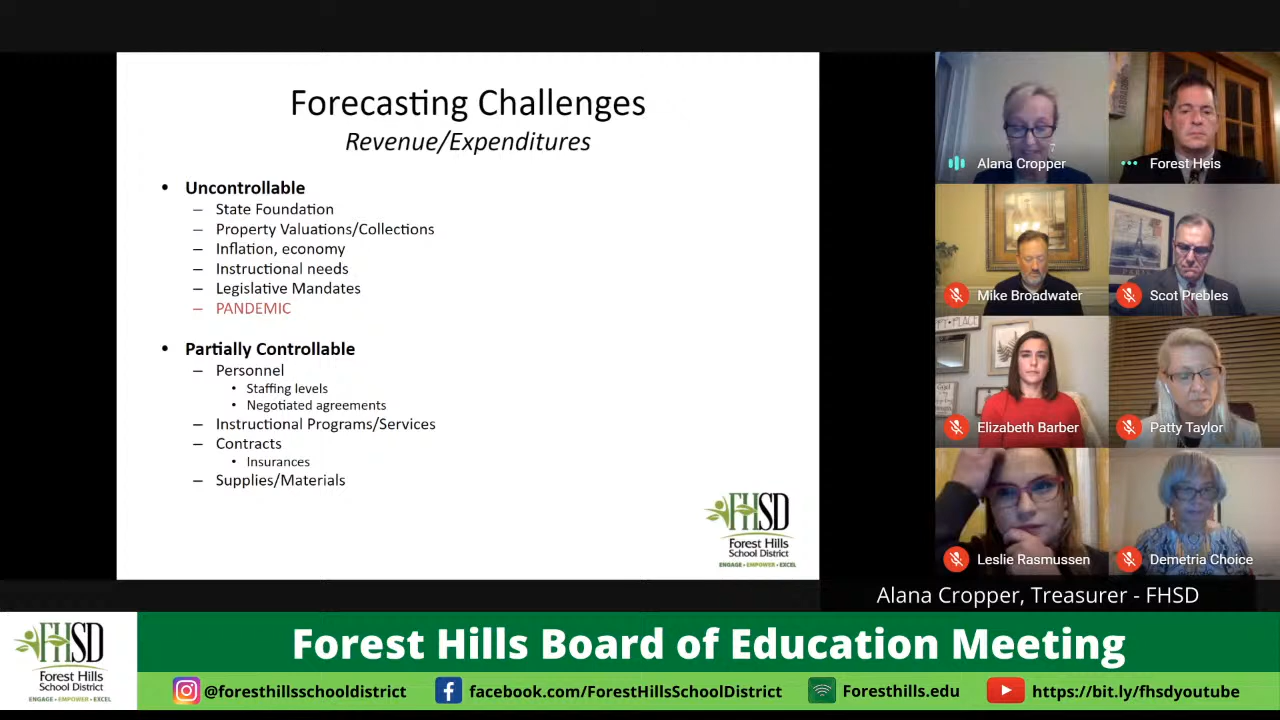 Forecasting Challenges
Revenue/Expenditures
• Uncontrollable
– State Foundation
– Property Valuations/Collections
– Inflation, economy
– Instructional needs
– Legislative Mandates
– PANDEMIC
• Partially Controllable
– Personnel
• Staffing levels
• Negotiated agreements
– Instructional Programs/Services
– Contracts
• Insurances
– Supplies/Materials
FHSD
Forest Hills
School District
ENGAGE • EMPOWER • EXCEL
Alana Cropper
Forest Heis
Mike Broadwater
PARIS
Scot Prebles
Elizabeth Barber
Patty Taylor
Leslie Rasmussen
Demetria Choice
Alana Cropper, Treasurer - FHSD
FHSD
Forest Hills
School District
ENGAGE • EMPOWER • EXCEL
Forest Hills Board of Education Meeting
@foresthillsschooldistrict
facebook.com/ForestHillsSchoolDistrict
Foresthills.edu
https://bit.ly/fhsdyoutube